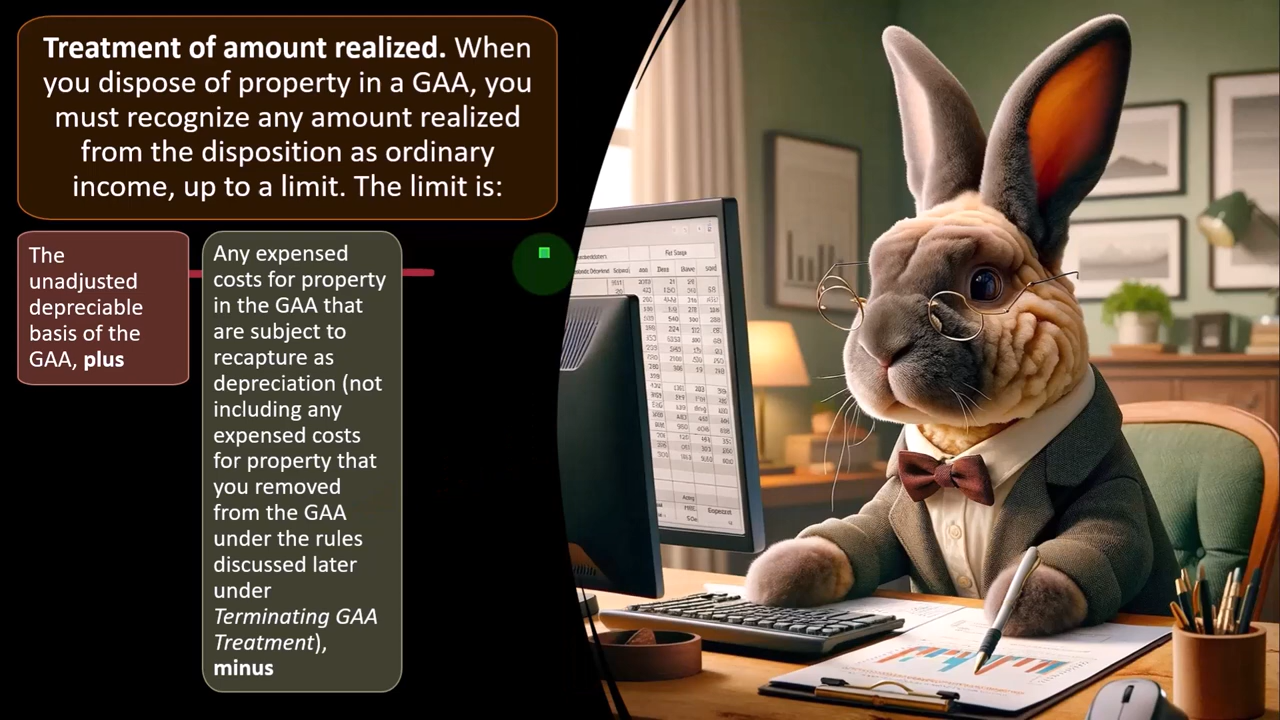 Treatment of amount realized. When
you dispose of property in a GAA, you
must recognize any amount realized
from the disposition as ordinary
income, up to a limit. The limit is:
The
unadjusted
depreciable
basis of the
GAA, plus
Any expensed
costs for property
in the GAA that
are subject to
recapture as
depreciation (not
including any
expensed costs
for property that
you removed
from the GAA
under the rules
discussed later
under
Terminating GAA
Treatment),
minus